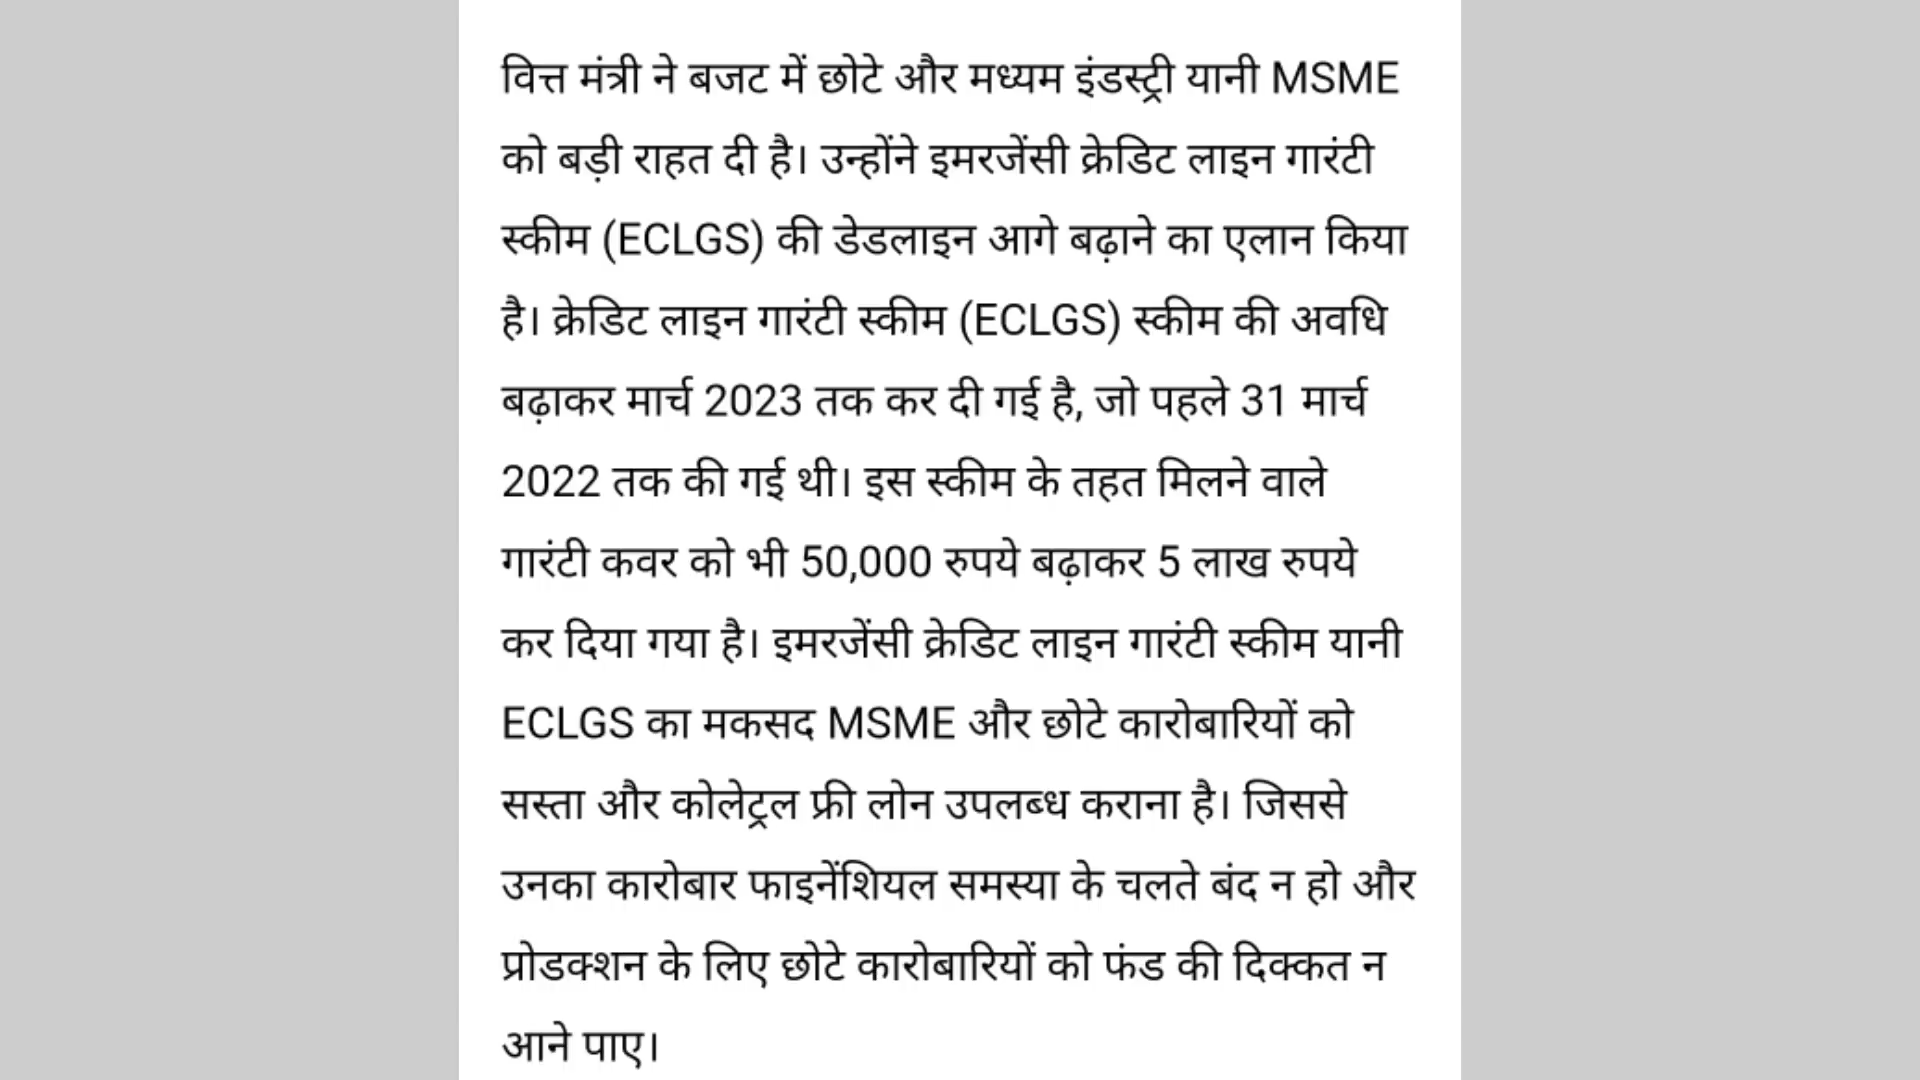 वित्त मंत्री ने बजट में छोटे और मध्यम इंडस्ट्री यानी MSME
को बड़ी राहत दी है। उन्होंने इमरजेंसी क्रेडिट लाइन गारंटी
स्कीम (ECLGS) की डेडलाइन आगे बढ़ाने का एलान किया
है। क्रेडिट लाइन गारंटी स्कीम (ECLGS) स्कीम की अवधि
बढ़ाकर मार्च 2023 तक कर दी गई है, जो पहले 31 मार्च
2022 तक की गई थी। इस स्कीम के तहत मिलने वाले
गारंटी कवर को भी 50,000 रुपये बढ़ाकर 5 लाख रुपये
कर दिया गया है। इमरजेंसी क्रेडिट लाइन गारंटी स्कीम यानी
ECLGS का मकसद MSME और छोटे कारोबारियों को
सस्ता और कोलेट्रल फ्री लोन उपलब्ध कराना है। जिससे
उनका कारोबार फाइनेंशियल समस्या के चलते बंद न हो और
प्रोडक्शन के लिए छोटे कारोबारियों को फंड की दिक्कत न
आने पाए।